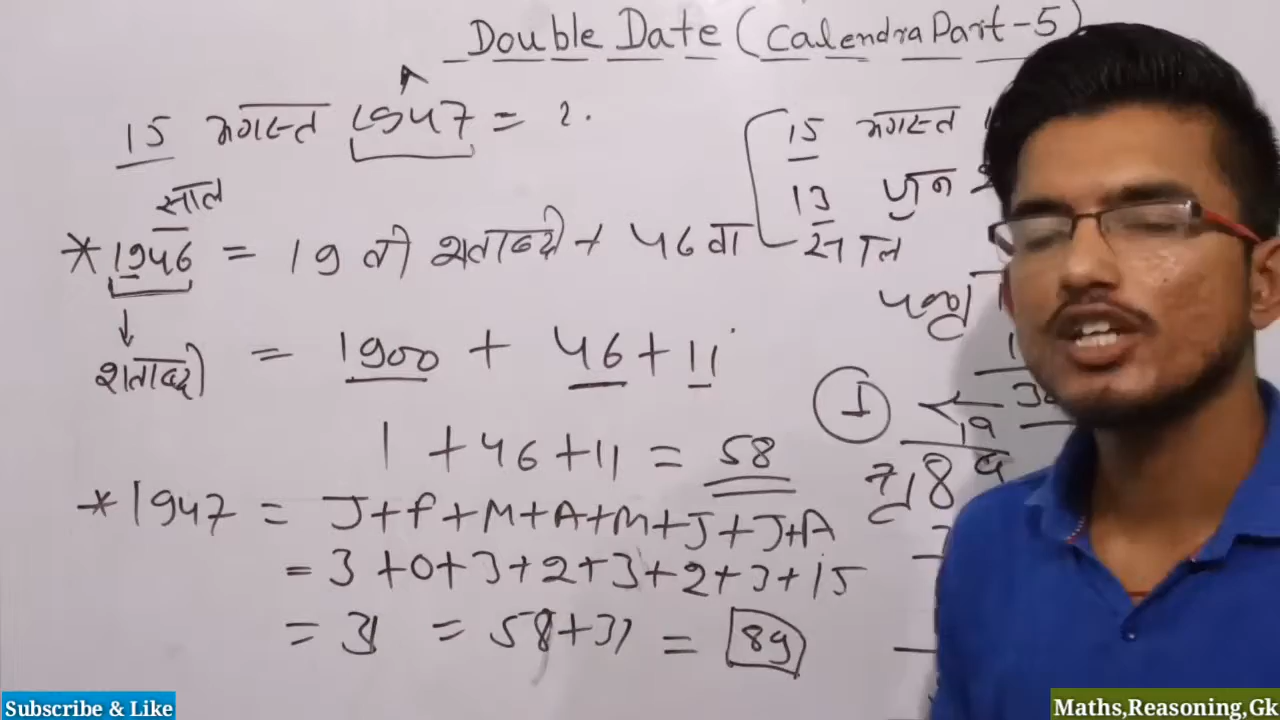 Double Date (Calendra Part-5)
15 अगस्त 1947 = ?.
साल
*1946 = 19 वी शताब्दी + 46 वा
शताब्दी = 1900 + 46 + 11
1 + 46 + 11 = 58
*1947 = J+F+M+A+M+J+J+A
= 3+0+3+2+3+2+3+15
= 31 = 58+31 = 89
15 अगस्त
13 जुन
साल
1
Subscribe & Like
Maths,Reasoning,Gk